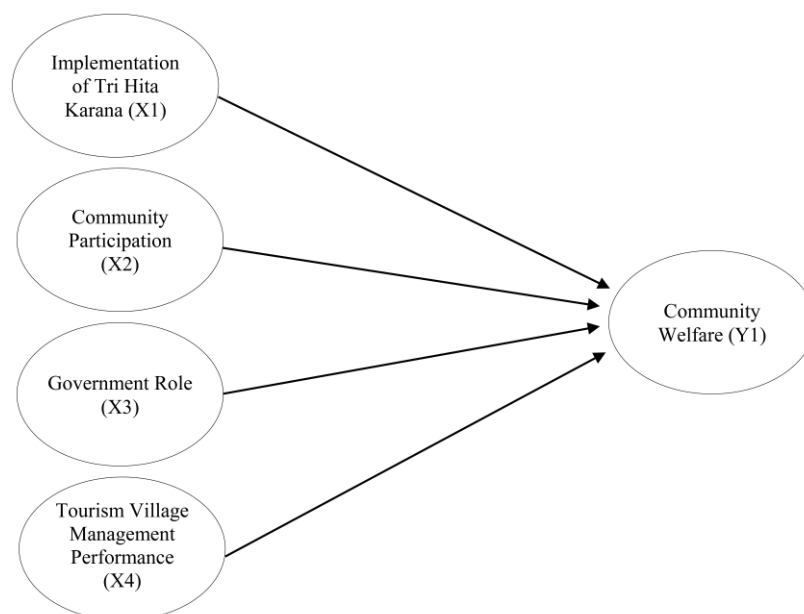 Implementation
of Tri Hita
Karana (X1)
Community
Participation
(X2)
Government Role
(X3)
Tourism Village
Management
Performance
(X4)
Community
Welfare (Y1)